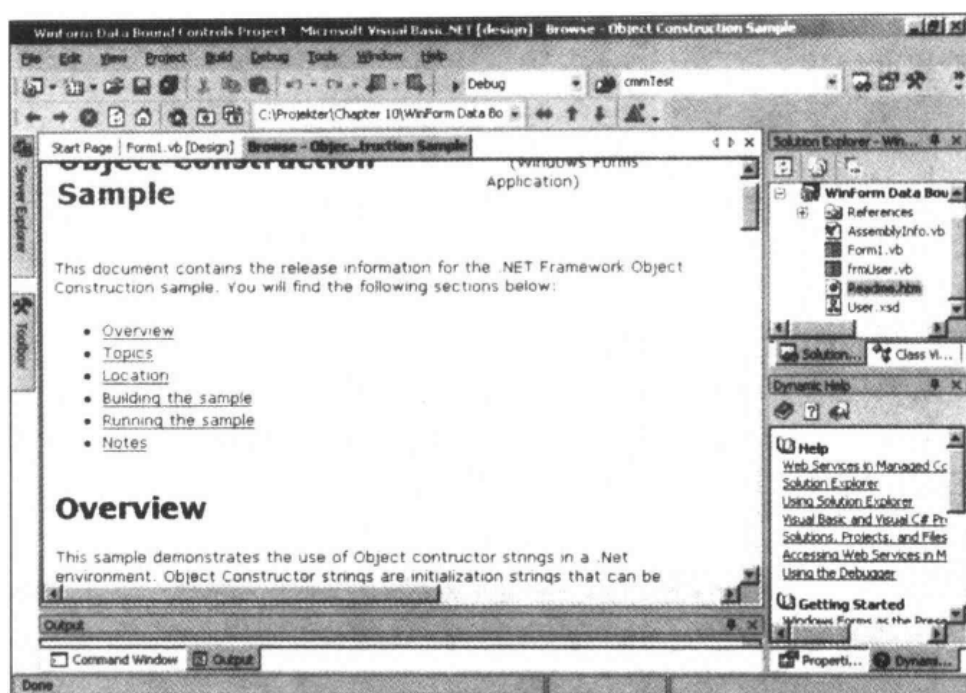 WinForm Data Bound Controls Project - Microsoft Visual Basic.NET [design] - Browse - Object Construction Sample
File Edit View Project Build Debug Tools Window Help
Debug cmmTest
C:\Projekter\Chapter 10\WinForm Data Bo
Start Page Form1.vb [Design] Browse - Objec...truction Sample
Server Explorer
Toolbox
Object Construction
Sample
(Windows Forms
Application)
This document contains the release information for the .NET Framework Object
Construction sample. You will find the following sections below:
• Overview
• Topics
• Location
• Building the sample
• Running the sample
• Notes
Overview
This sample demonstrates the use of Object contructor strings in a .Net
environment. Object Constructor strings are initialization strings that can be
Solution Explorer - Win...
WinForm Data Bou
References
AssemblyInfo.vb
Form1.vb
frmUser.vb
Readme.htm
User.xsd
Solution... Class Vi...
Dynamic Help
Help
Web Services in Managed Cc
Solution Explorer
Using Solution Explorer
Visual Basic and Visual C# Pr
Solutions, Projects, and Files
Accessing Web Services in M
Using the Debugger
Getting Started
Windows Forms as the Prese
Properti... Dynami...
Output
Command Window Output
Done